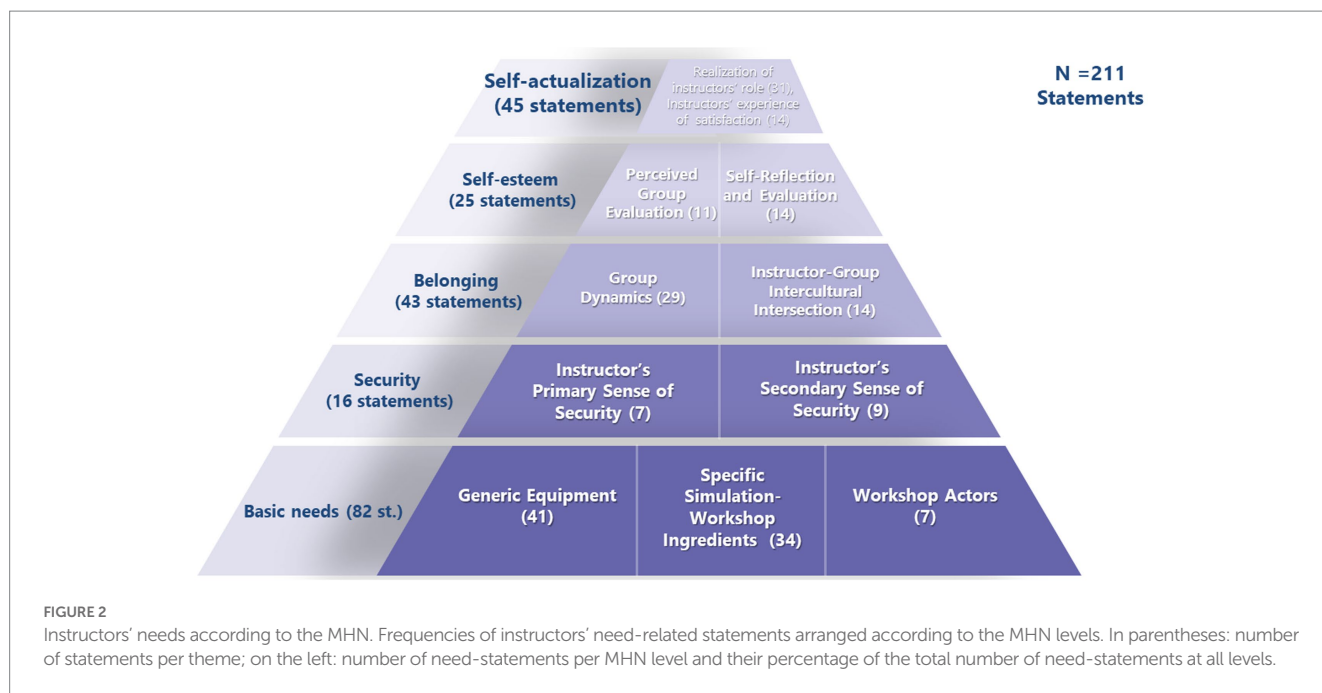 Self-actualization
(45 statements)
Realization of
instructors' role (31),
Instructors' experience
of satisfaction (14)
N =211
Statements
Self-esteem
(25 statements)
Perceived
Group
Evaluation (11)
Self-Reflection
and Evaluation
(14)
Belonging
(43 statements)
Group
Dynamics (29)
Instructor-Group
Intercultural
Intersection (14)
Security
(16 statements)
Instructor's
Primary Sense of
Security (7)
Instructor's
Secondary Sense of
Security (9)
Basic needs (82 st.)
Generic Equipment
(41)
Specific
Simulation-
Workshop
Ingredients (34)
Workshop Actors
(7)
FIGURE 2
Instructors' needs according to the MHN. Frequencies of instructors' need-related statements arranged according to the MHN levels. In parentheses: number
of statements per theme; on the left: number of need-statements per MHN level and their percentage of the total number of need-statements at all levels.